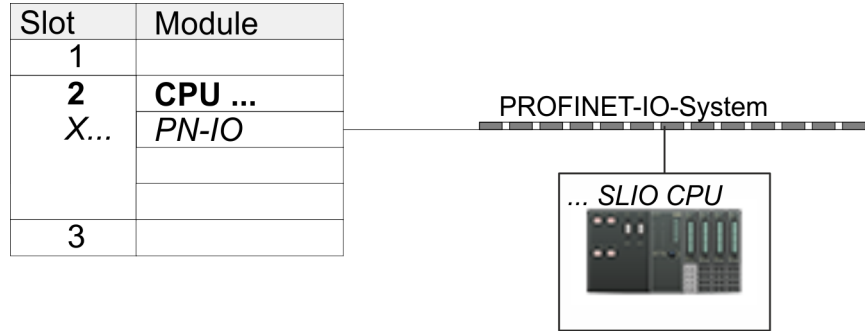 Slot Module
1
2 CPU ...
X... PN-IO
3
PROFINET-IO-System
... SLIO CPU